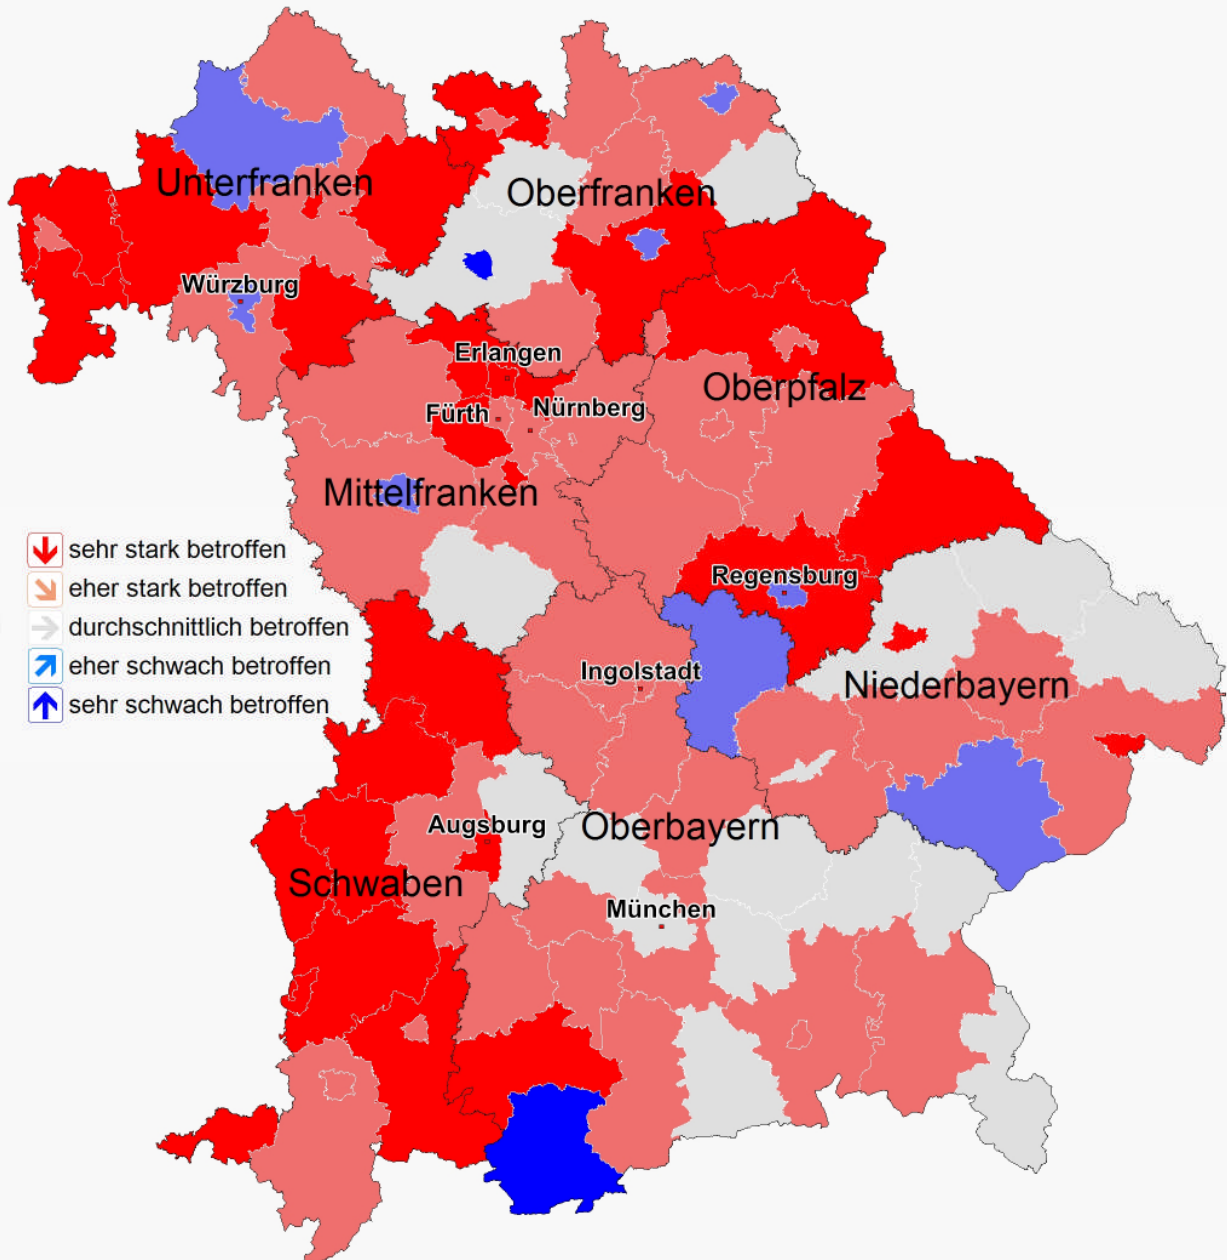 Unterfranken
Oberfranken
Würzburg
Erlangen
Oberpfalz
Fürth
Nürnberg
Mittelfranken
sehr stark betroffen
eher stark betroffen
durchschnittlich betroffen
eher schwach betroffen
sehr schwach betroffen
Regensburg
Ingolstadt
Niederbayern
Augsburg
Oberbayern
Schwaben
München